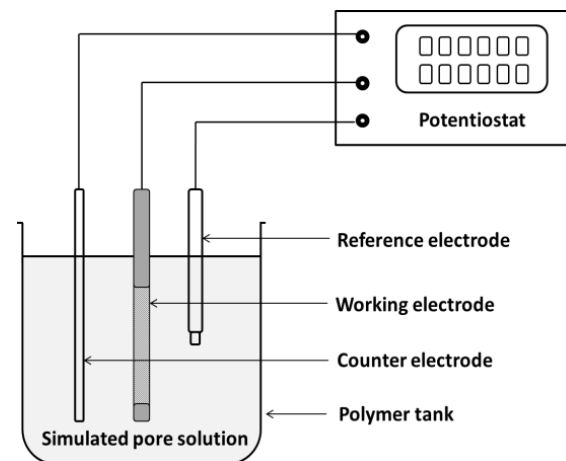 Potentiostat
Reference electrode
Working electrode
Counter electrode
Polymer tank
Simulated pore solution